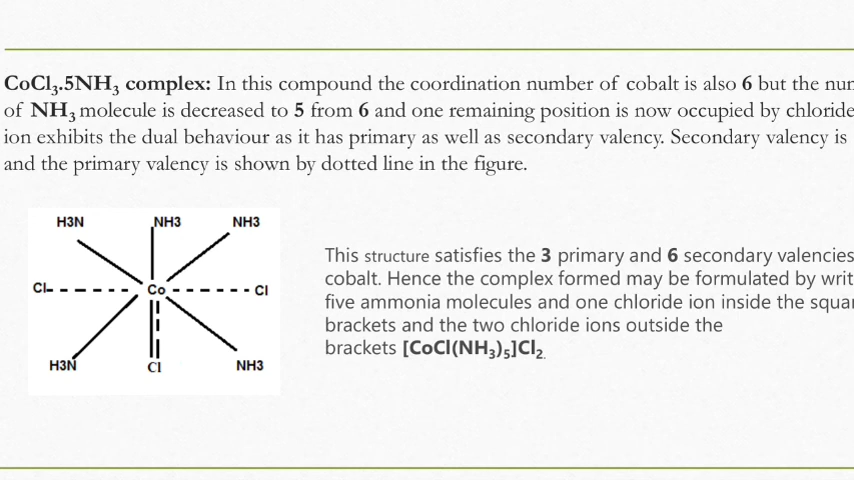 CoCl₃.5NH₃ complex: In this compound the coordination number of cobalt is also 6 but the
of NH₃ molecule is decreased to 5 from 6 and one remaining position is now occupied by chloride
ion exhibits the dual behaviour as it has primary as well as secondary valency. Secondary valency is
and the primary valency is shown by dotted line in the figure.
H3N NH3 NH3
Cl Co Cl
H3N Cl NH3
This structure satisfies the 3 primary and 6 secondary valencies
cobalt. Hence the complex formed may be formulated by
five ammonia molecules and one chloride ion inside the
brackets and the two chloride ions outside the
brackets [CoCl(NH₃)₅]Cl₂.